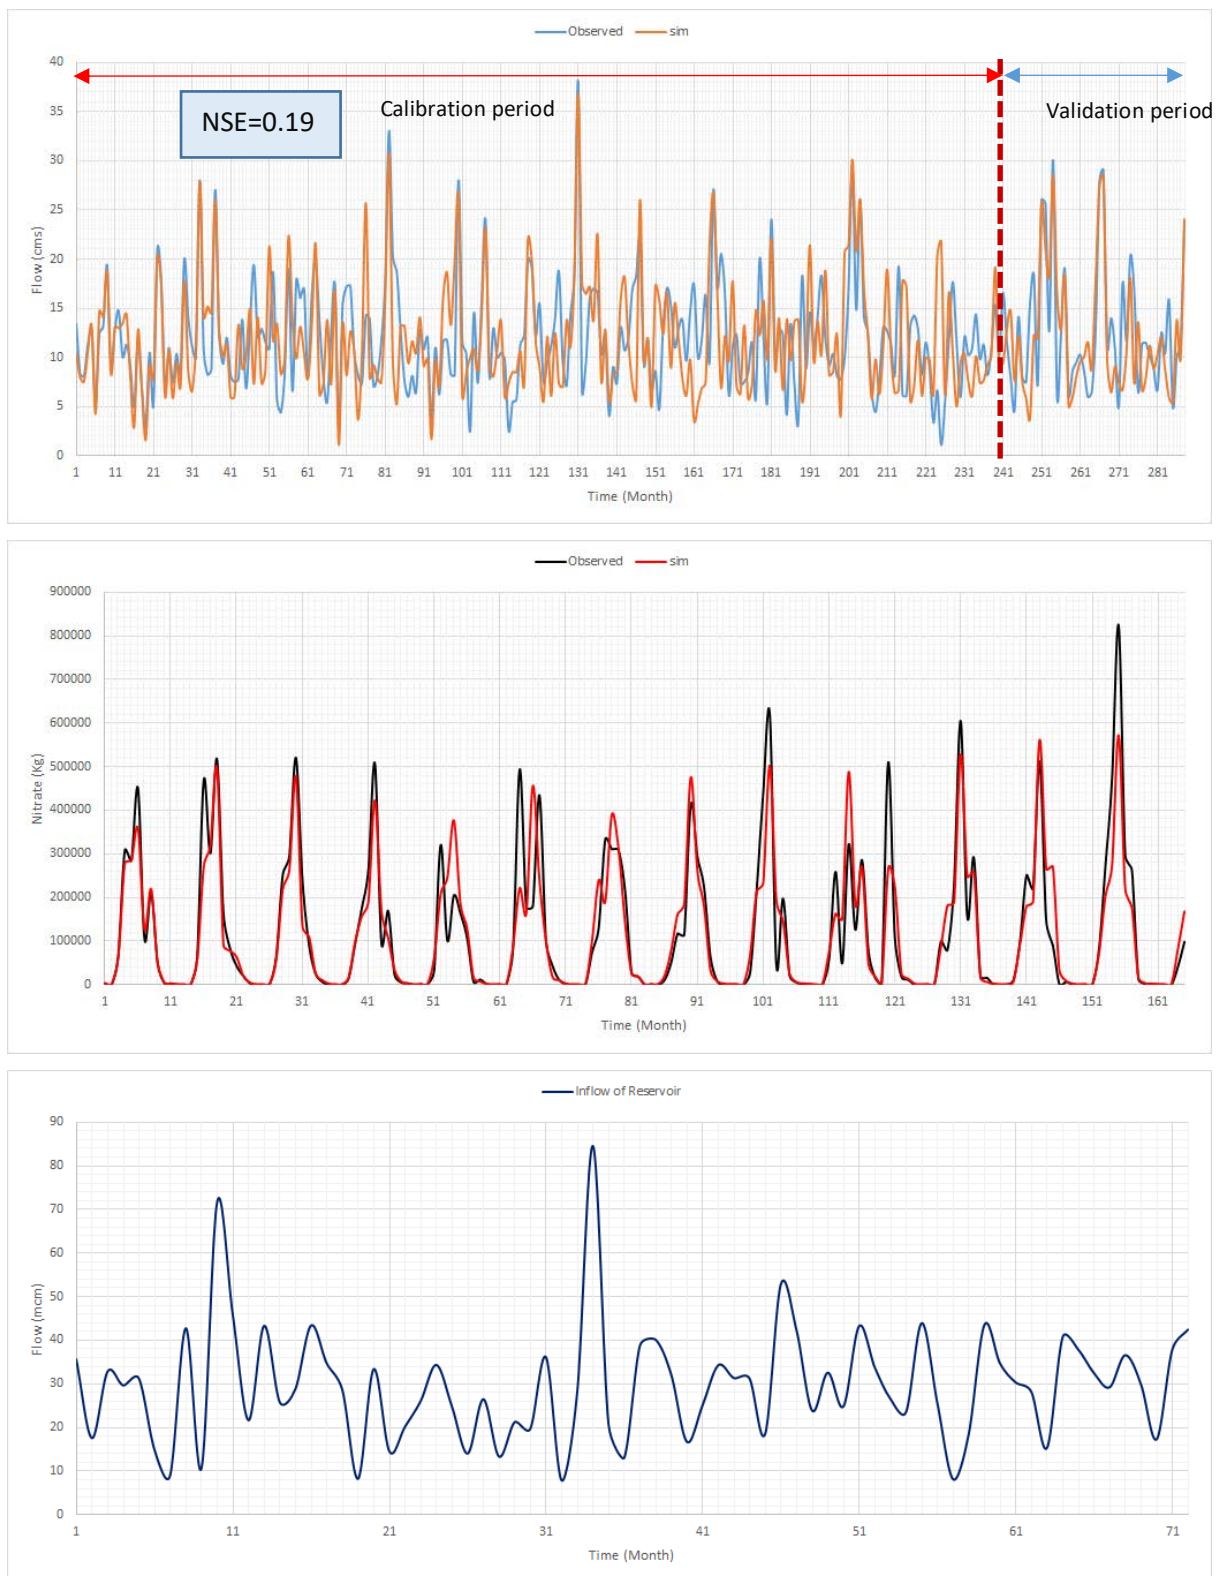 Observed sim
40
35
30
25
20
15
10
5
0
Flow (cms)
NSE=0.19
Calibration period
Validation period
1 11 21 31 41 51 61 71 81 91 101 111 121 131 141 151 161 171 181 191 201 211 221 231 241 251 261 271 281
Time (Month)
Observed sim
900000
800000
700000
600000
500000
400000
300000
200000
100000
0
Nitrate (Kg)
1 11 21 31 41 51 61 71 81 91 101 111 121 131 141 151 161
Time (Month)
Inflow of Reservoir
90
80
70
60
50
40
30
20
10
0
Flow (mcm)
1 11 21 31 41 51 61 71
Time (Month)